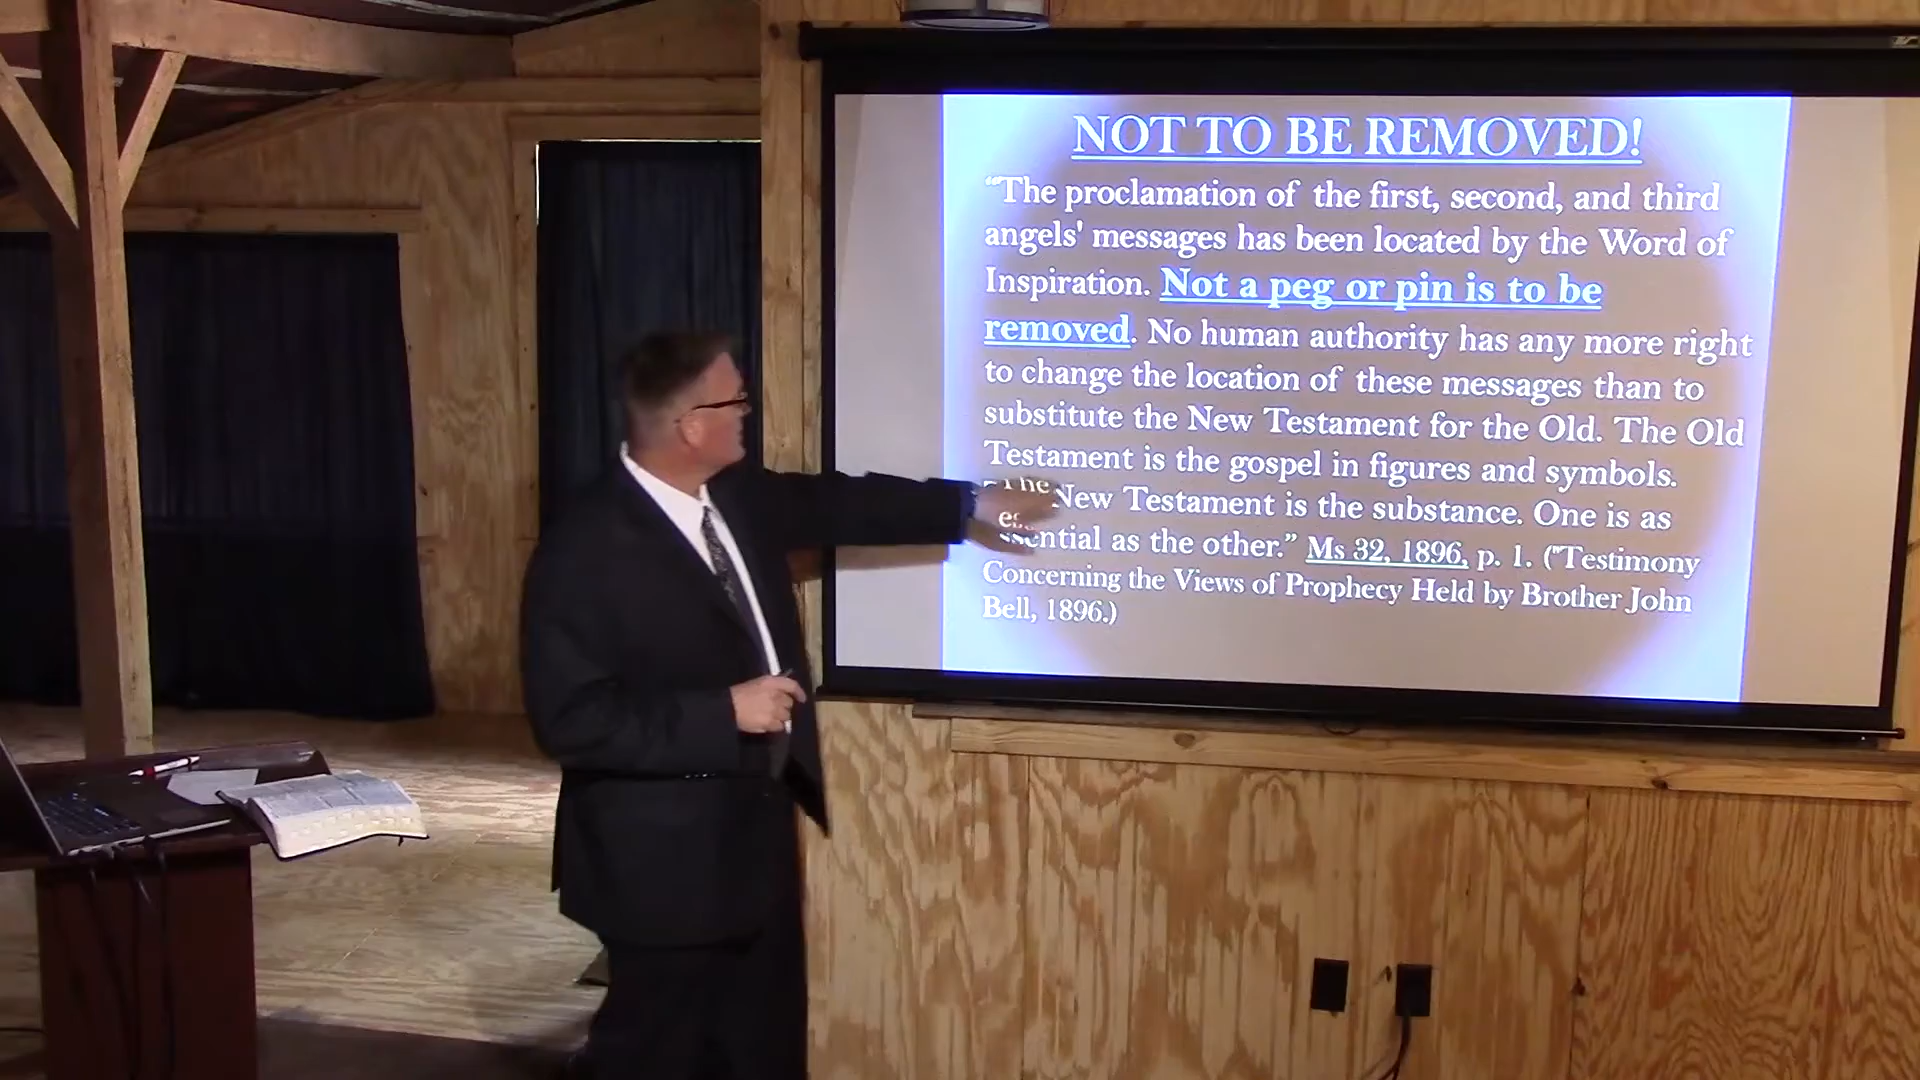 NOT TO BE REMOVED!
“The proclamation of the first, second, and third
angels' messages has been located by the Word of
Inspiration. Not a peg or pin is to be
removed. No human authority has any more right
to change the location of these messages than to
substitute the New Testament for the Old. The Old
Testament is the gospel in figures and symbols.
The New Testament is the substance. One is as
essential as the other.” Ms 32, 1896, p. 1. ("Testimony
Concerning the Views of Prophecy Held by Brother John
Bell, 1896.)